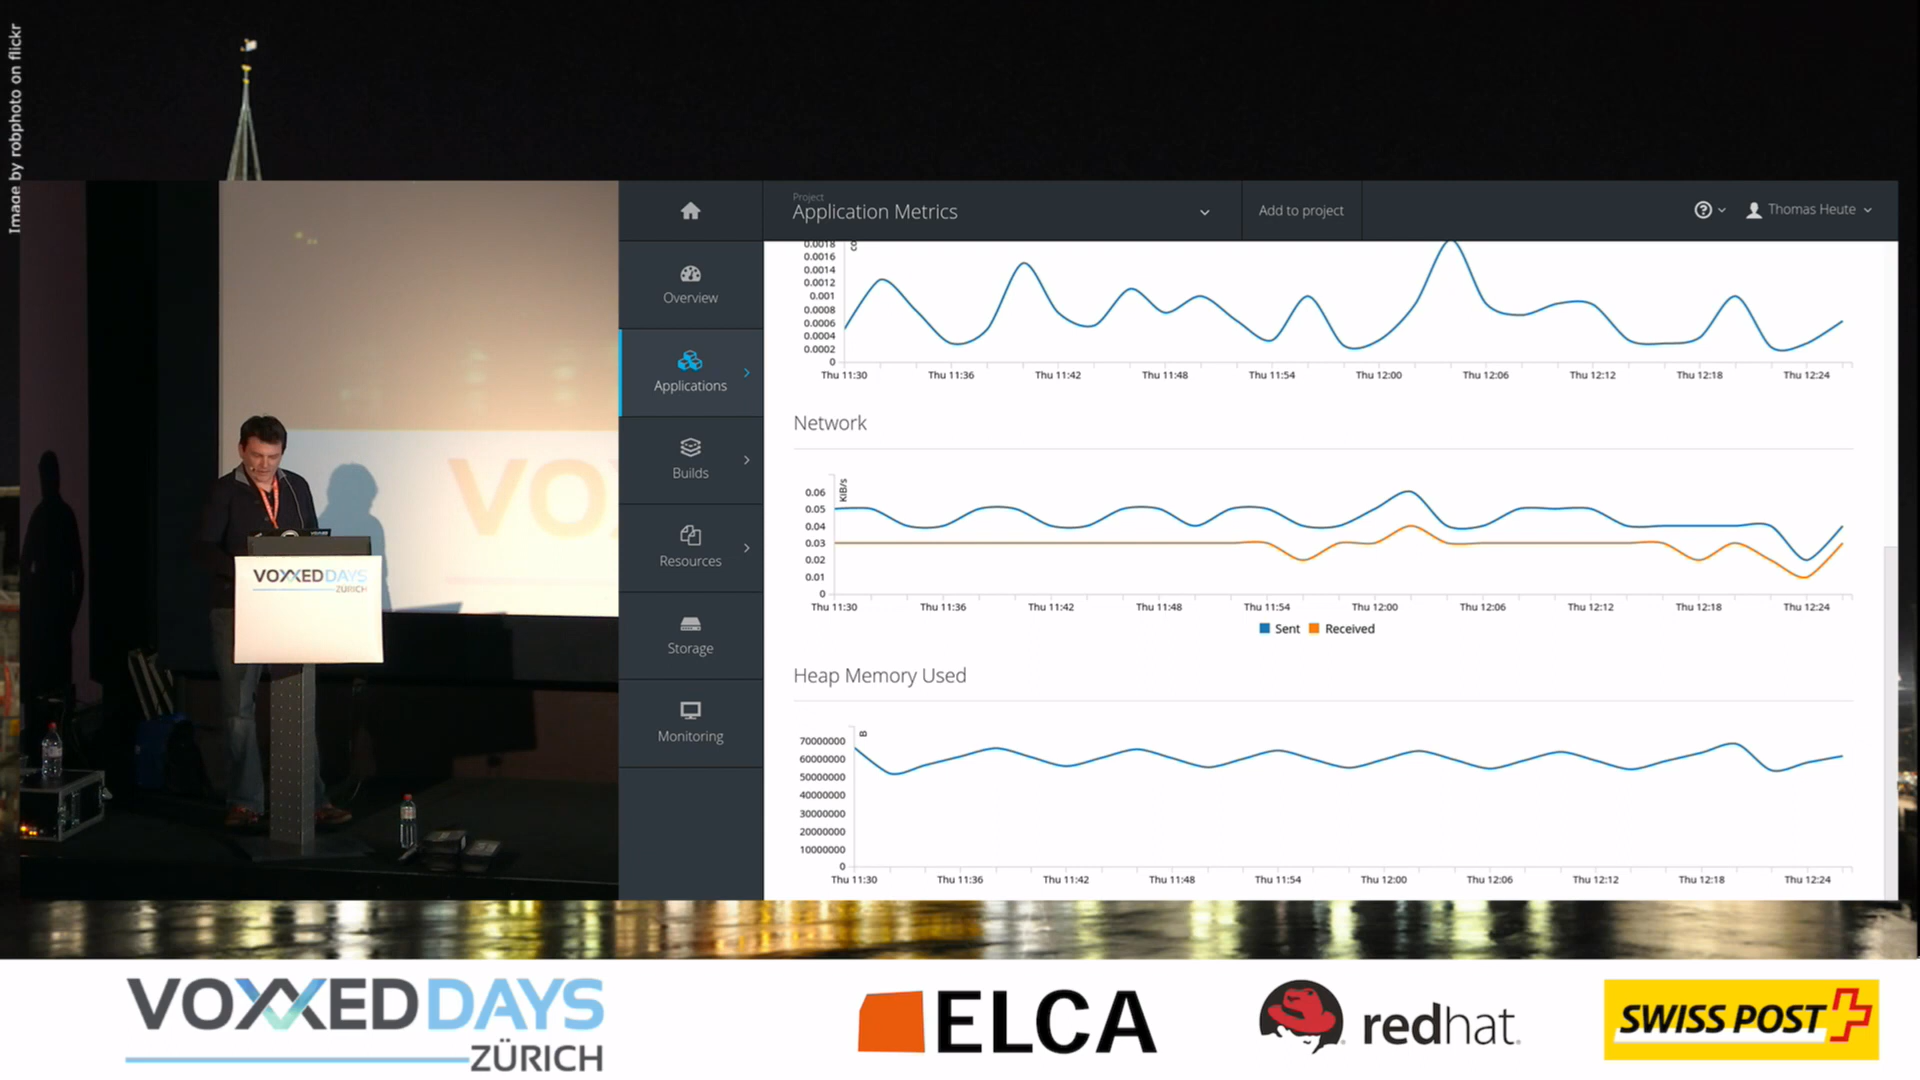 Image by robphoto on flickr
Project
Application Metrics
Add to project
Thomas Heute
Overview
Applications
Builds
Resources
Storage
Monitoring
0.0018
0.0016
0.0014
0.0012
0.001
0.0008
0.0006
0.0004
0.0002
0
Thu 11:30 Thu 11:36 Thu 11:42 Thu 11:48 Thu 11:54 Thu 12:00 Thu 12:06 Thu 12:12 Thu 12:18 Thu 12:24
Network
KiB/s
0.06
0.05
0.04
0.03
0.02
0.01
0
Thu 11:30 Thu 11:36 Thu 11:42 Thu 11:48 Thu 11:54 Thu 12:00 Thu 12:06 Thu 12:12 Thu 12:18 Thu 12:24
Sent Received
Heap Memory Used
B
70000000
60000000
50000000
40000000
30000000
20000000
10000000
0
Thu 11:30 Thu 11:36 Thu 11:42 Thu 11:48 Thu 11:54 Thu 12:00 Thu 12:06 Thu 12:12 Thu 12:18 Thu 12:24
VO
VOXXEDDAYS
ZÜRICH
VOXXEDDAYS
ZÜRICH
ELCA
redhat.
SWISS POST